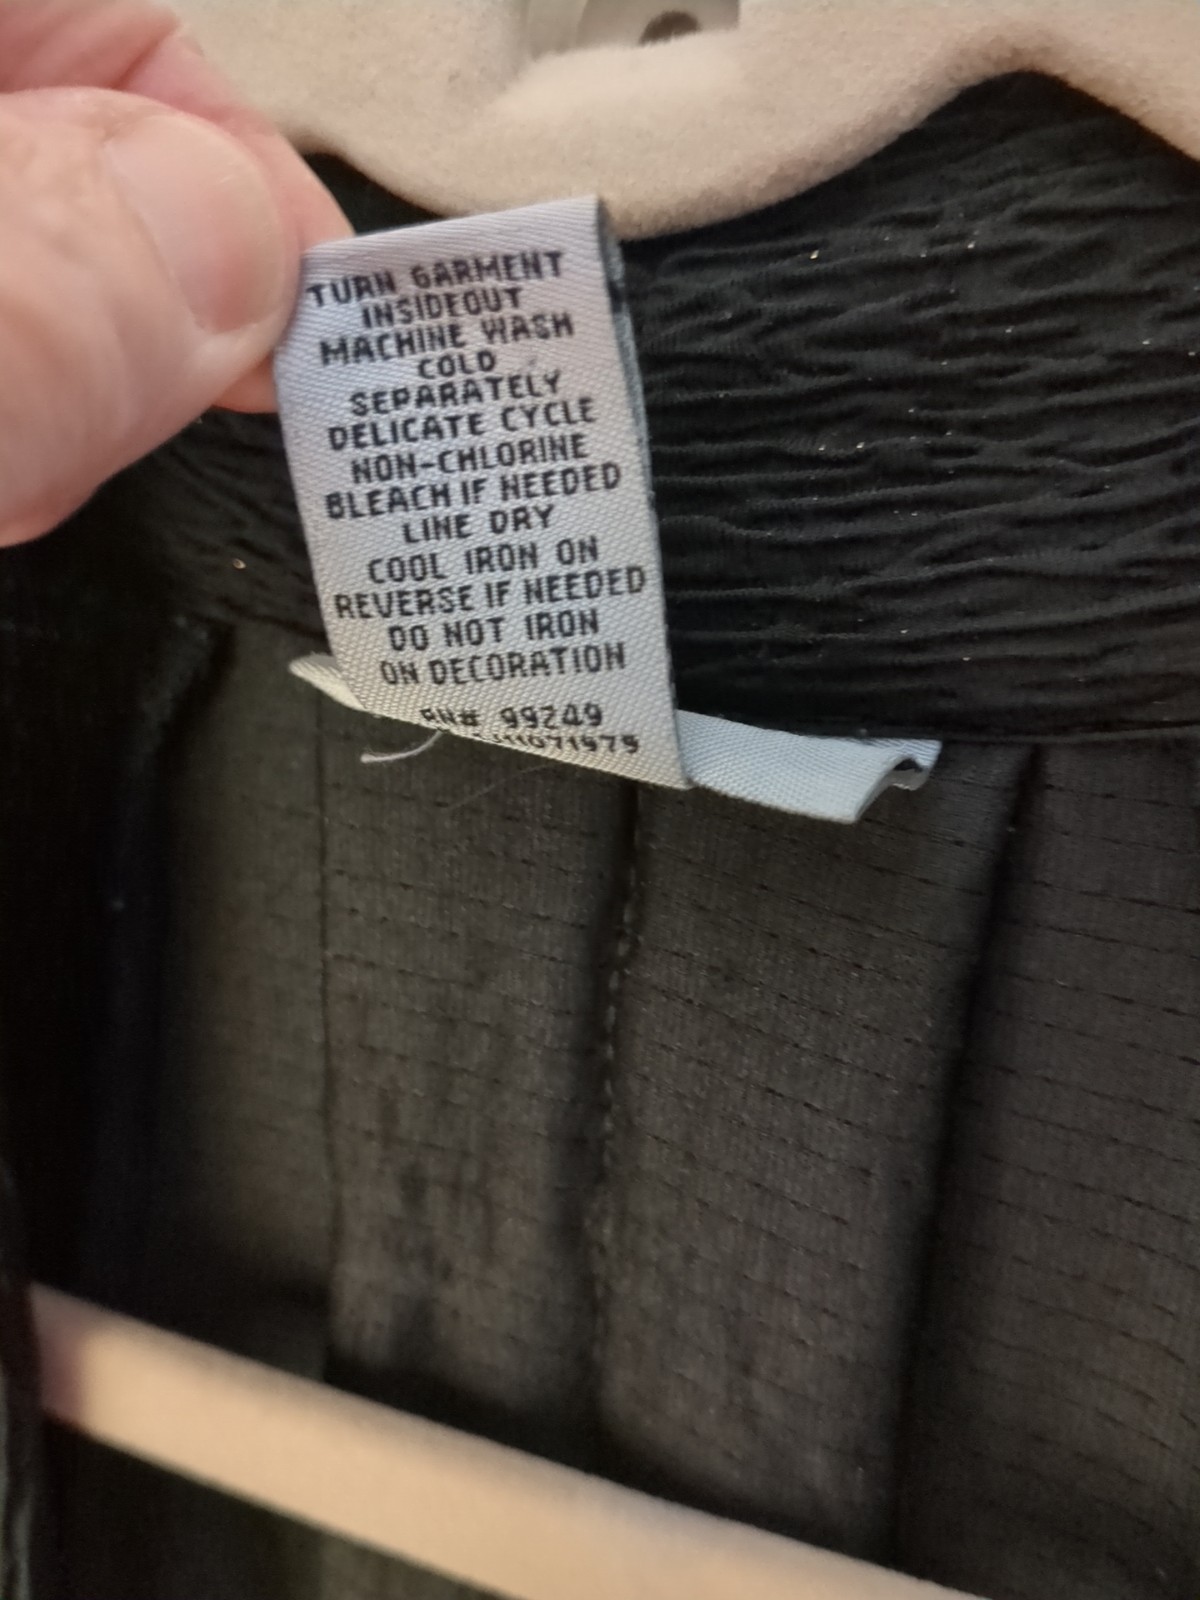 TURN GARMENT
INSIDEOUT
MACHINE WASH
COLD
SEPARATELY
DELICATE CYCLE
NON-CHLORINE
BLEACH IF NEEDED
LINE DRY
COOL IRON ON
REVERSE IF NEEDED
DO NOT IRON
ON DECORATION
RN# 99249